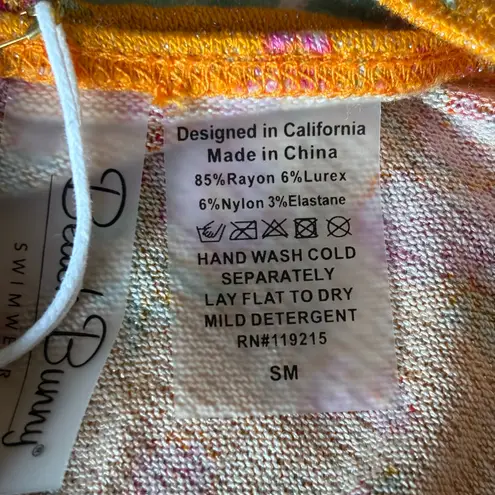 Designed in California
Made in China
85%Rayon 6%Lurex
6%Nylon 3%Elastane
HAND WASH COLD
SEPARATELY
LAY FLAT TO DRY
MILD DETERGENT
RN#119215
SM
Bunny®